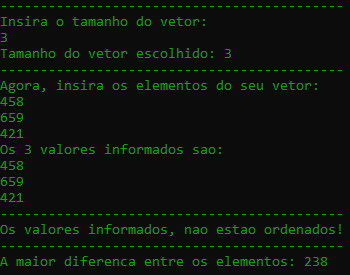 -------------------------------------------
Insira o tamanho do vetor:
3
Tamanho do vetor escolhido: 3
-------------------------------------------
Agora, insira os elementos do seu vetor:
458
659
421
Os 3 valores informados sao:
458
659
421
-------------------------------------------
Os valores informados, nao estao ordenados!
-------------------------------------------
A maior diferenca entre os elementos: 238